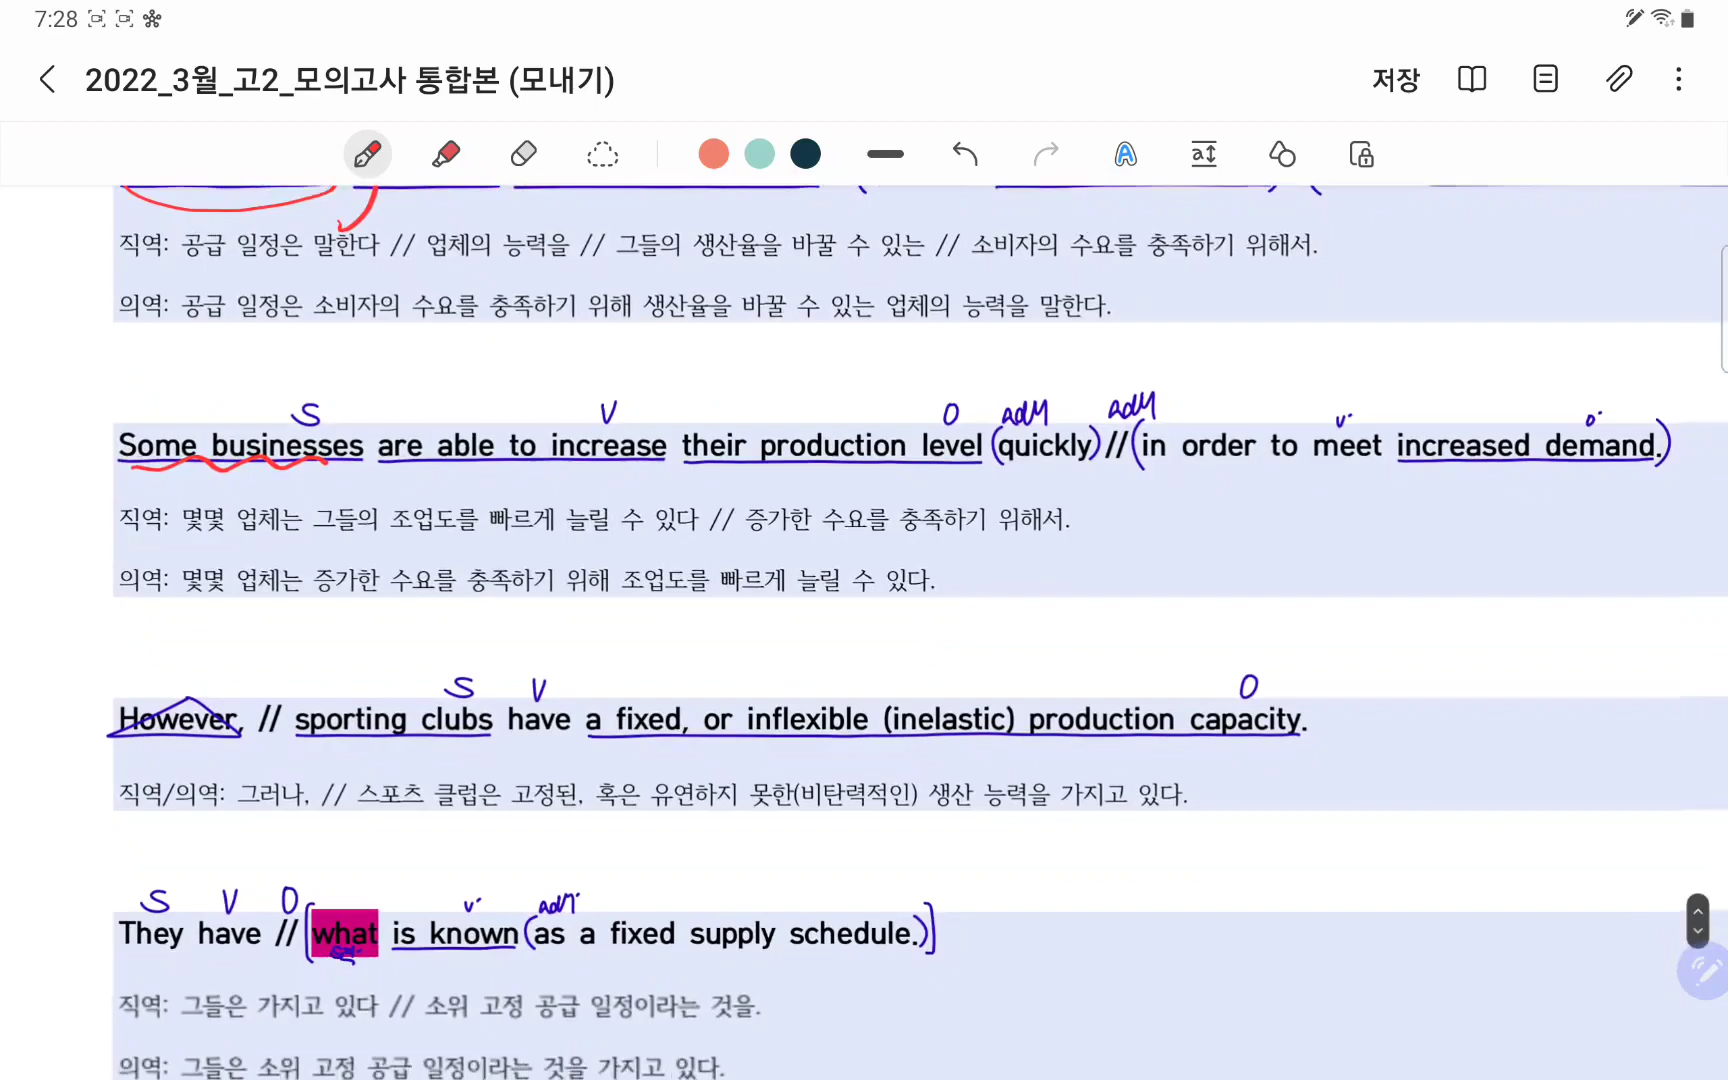 7:28
2022_3월_고2_모의고사 통합본 (모내기)
저장
직역: 공급 일정은 말한다 // 업체의 능력을 // 그들의 생산율을 바꿀 수 있는 // 소비자의 수요를 충족하기 위해서.
의역: 공급 일정은 소비자의 수요를 충족하기 위해 생산율을 바꿀 수 있는 업체의 능력을 말한다.
S V O adM adM v' o'
Some businesses are able to increase their production level (quickly) // (in order to meet increased demand.)
직역: 몇몇 업체는 그들의 조업도를 빠르게 늘릴 수 있다 // 증가한 수요를 충족하기 위해서.
의역: 몇몇 업체는 증가한 수요를 충족하기 위해 조업도를 빠르게 늘릴 수 있다.
S V O
However, // sporting clubs have a fixed, or inflexible (inelastic) production capacity.
직역/의역: 그러나, // 스포츠 클럽은 고정된, 혹은 유연하지 못한(비탄력적인) 생산 능력을 가지고 있다.
S V O v' adM'
They have // [what is known (as a fixed supply schedule.)]
직역: 그들은 가지고 있다 // 소위 고정 공급 일정이라는 것을.
의역: 그들은 소위 고정 공급 일정이라는 것을 가지고 있다.